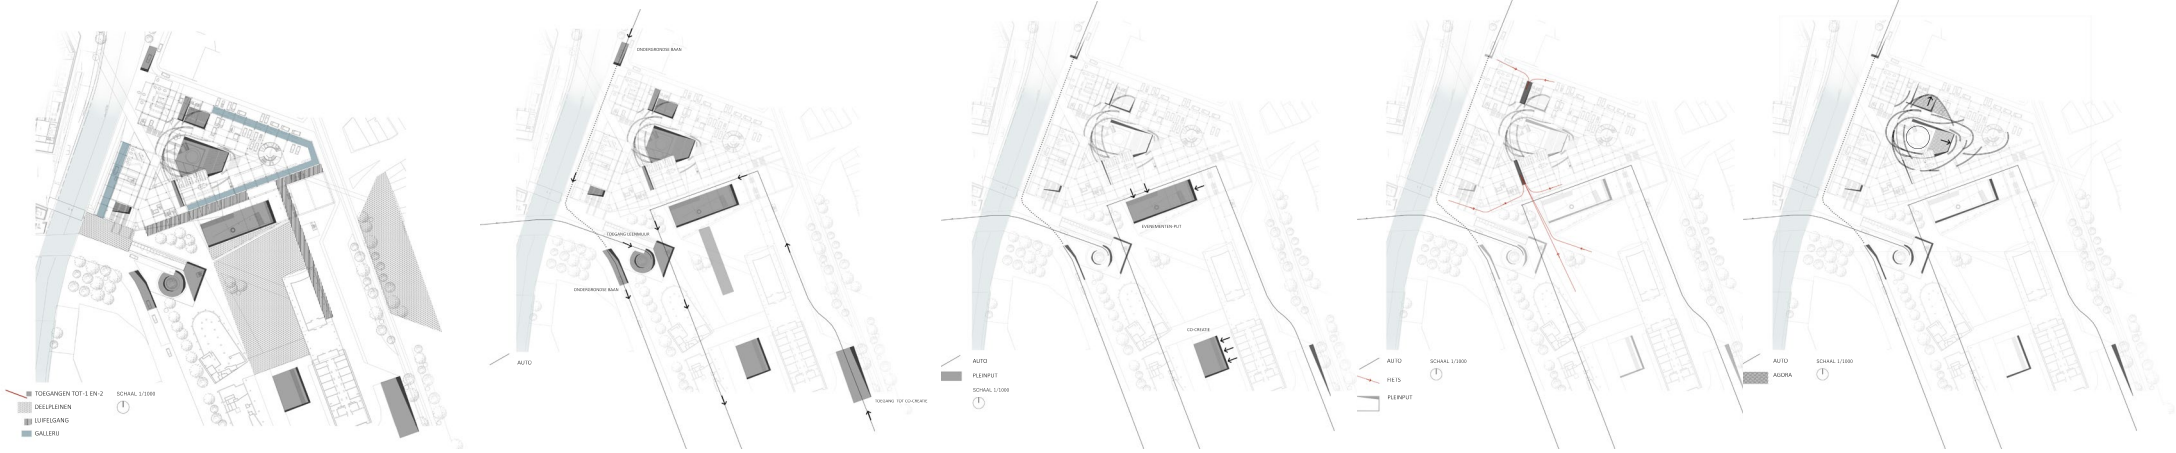 TOEGANGEN TOT -1 EN -2
SCHAAL 1/1000
DEELPLEINEN
LUIFELGANG
GALLERIJ
ONDERGRONDSE BAAN
TOEGANG LEENMUUR
ONDERGRONDSE BAAN
AUTO
TOEGANG TOT CO-CREATIE
EVENEMENTEN PUT
CO-CREATIE
AUTO
PLEINPUT
SCHAAL 1/1000
AUTO
SCHAAL 1/1000
FIETS
PLEINPUT
AUTO
SCHAAL 1/1000
AGORA